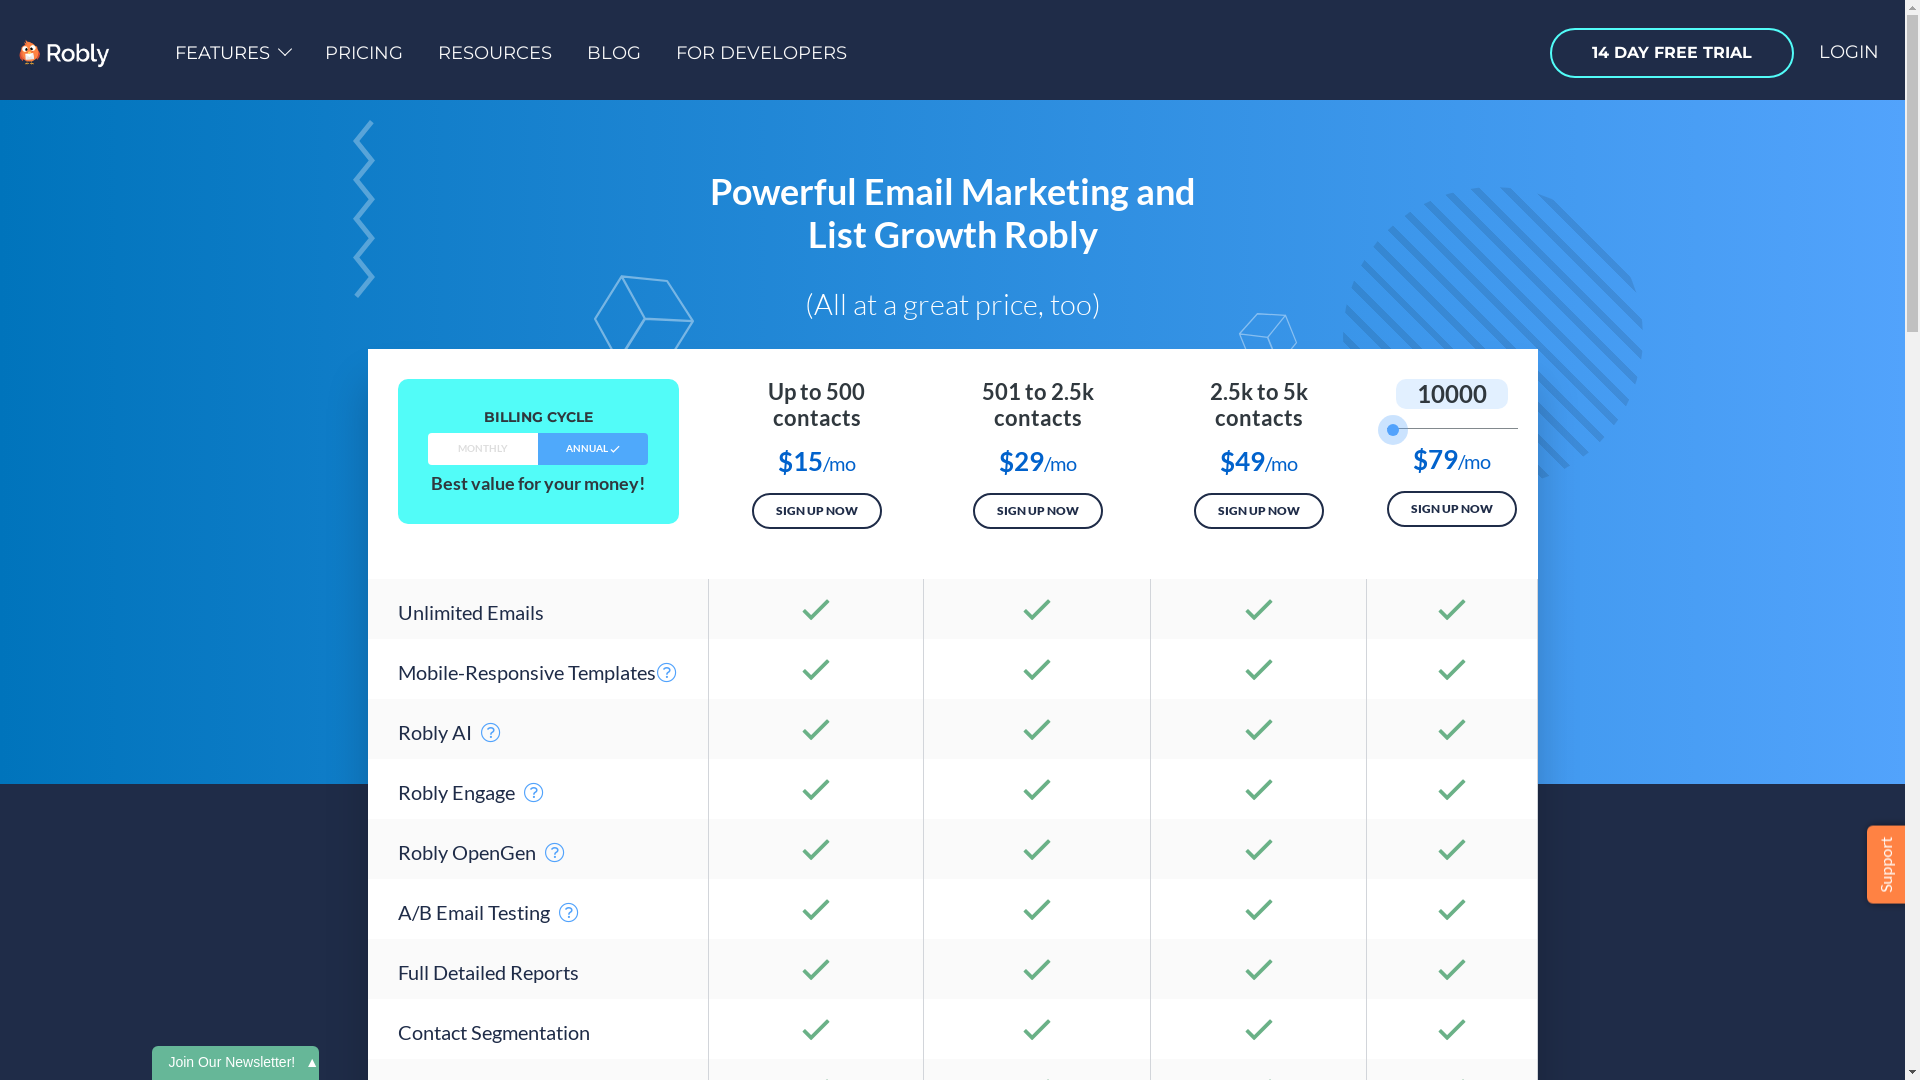 Robly
FEATURES
PRICING
RESOURCES
BLOG
FOR DEVELOPERS
14 DAY FREE TRIAL
LOGIN
Powerful Email Marketing and
List Growth Robly
(All at a great price, too)
BILLING CYCLE
MONTHLY
ANNUAL
Best value for your money!
Up to 500
contacts
$15/mo
SIGN UP NOW
501 to 2.5k
contacts
$29/mo
SIGN UP NOW
2.5k to 5k
contacts
$49/mo
SIGN UP NOW
10000
$79/mo
SIGN UP NOW
Unlimited Emails
Mobile-Responsive Templates ?
Robly AI ?
Robly Engage ?
Robly OpenGen ?
A/B Email Testing ?
Full Detailed Reports
Contact Segmentation
Support
Join Our Newsletter! ▲